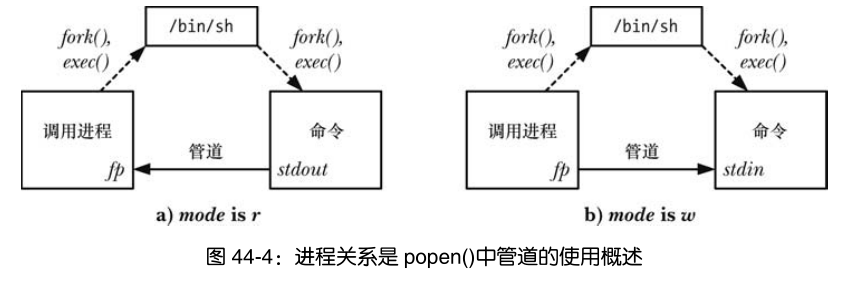 /bin/sh
fork(),
exec()
fork(),
exec()
调用进程
命令
管道
fp
stdout
a) mode is r
/bin/sh
fork(),
exec()
fork(),
exec()
调用进程
命令
管道
fp
stdin
b) mode is w
图 44-4：进程关系是 popen()中管道的使用概述